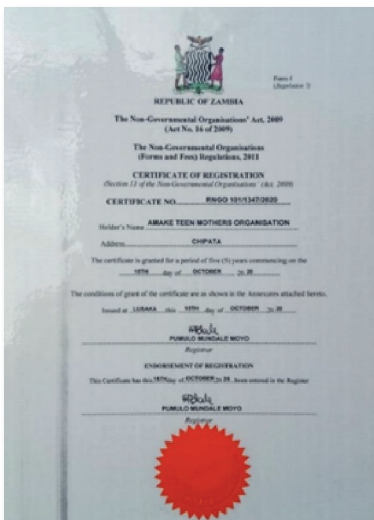 Form I
(Regulation 3)
REPUBLIC OF ZAMBIA
The Non-Governmental Organisations' Act, 2009
(Act No. 16 of 2009)
The Non-Governmental Organisations
(Forms and Fees) Regulations, 2011
CERTIFICATE OF REGISTRATION
(Section 11 of the Non-Governmental Organisations' (Act, 2009)
CERTIFICATE NO. RNGO 101/1347/2020
Holder's Name AMAKE TEEN MOTHERS ORGANISATION
Address CHIPATA
The certificate is granted for a period of five (5) years commencing on the
day of OCTOBER 20 20
The conditions of grant of the certificate are as shown in the Annexures attached hereto.
Issued at LUSAKA this day of OCTOBER 20 20
PUMULO MUNDALE MOYO
Registrar
ENDORSEMENT OF REGISTRATION
This Certificate has this day of OCTOBER 20 20, been entered in the Register
PUMULO MUNDALE MOYO
Registrar